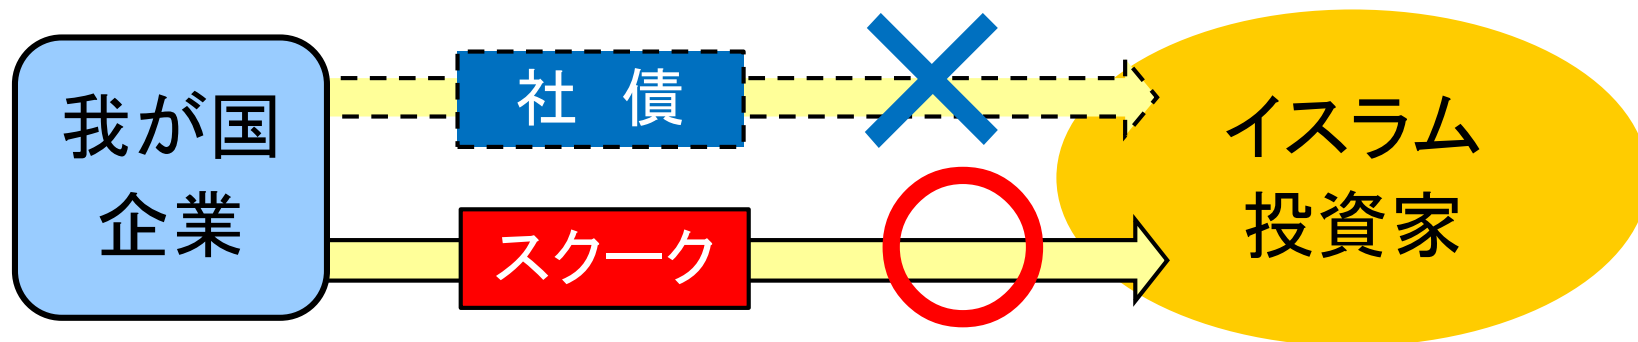 我が国
企業
社　債
スクーク
イスラム
投資家